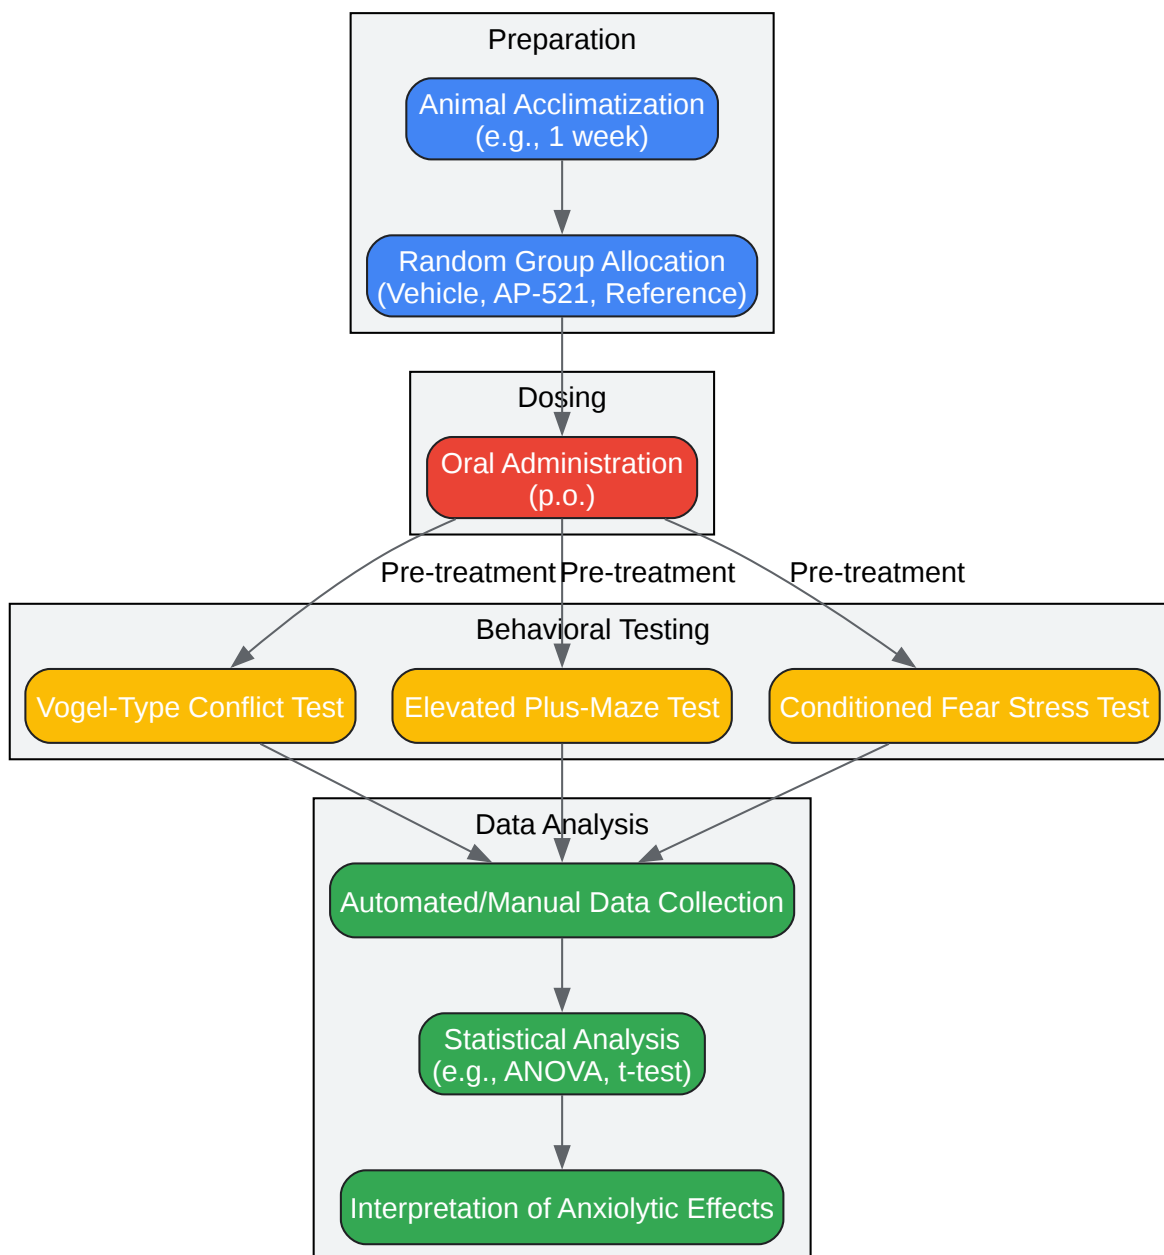 Preparation
Animal Acclimatization
(e.g., 1 week)
Random Group Allocation
(Vehicle, AP-521, Reference)
Dosing
Oral Administration
(p.o.)
Pre-treatment
Pre-treatment
Pre-treatment
Behavioral Testing
Vogel-Type Conflict Test
Elevated Plus-Maze Test
Conditioned Fear Stress Test
Data Analysis
Automated/Manual Data Collection
Statistical Analysis
(e.g., ANOVA, t-test)
Interpretation of Anxiolytic Effects